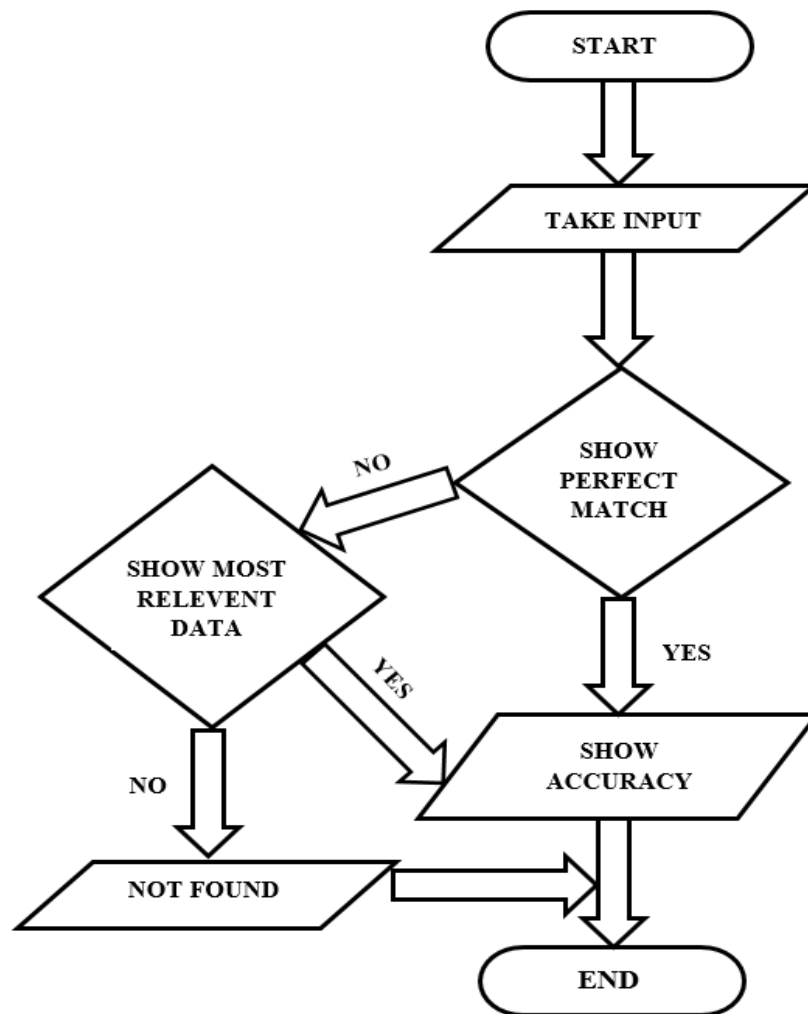 START
TAKE INPUT
SHOW
PERFECT
MATCH
NO
SHOW MOST
RELEVENT
DATA
YES
YES
SHOW
ACCURACY
NO
NOT FOUND
END